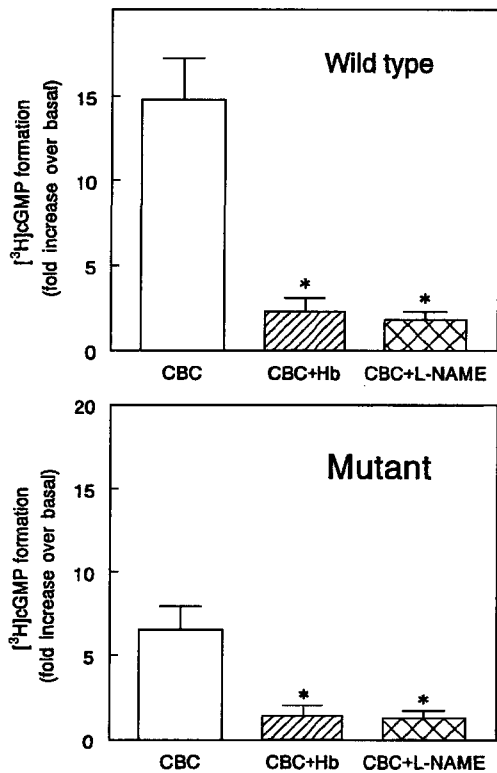 [³H]cGMP formation
(fold increase over basal)
15
10
5
0
Wild type
*
*
CBC
CBC+Hb
CBC+L-NAME
[³H]cGMP formation
(fold increase over basal)
20
15
10
5
0
Mutant
*
*
CBC
CBC+Hb
CBC+L-NAME